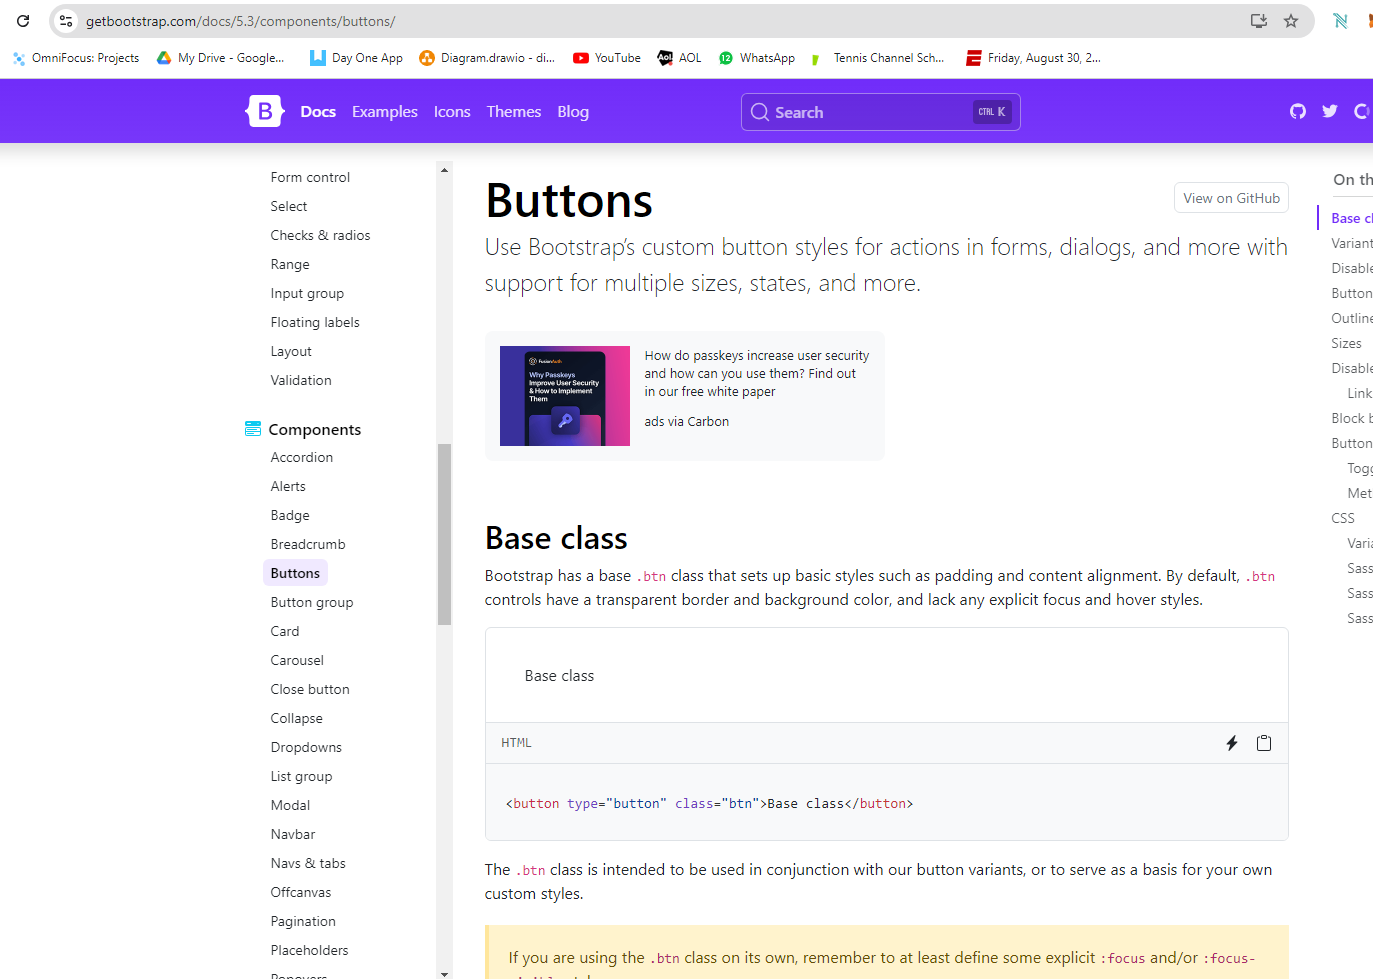 getbootstrap.com/docs/5.3/components/buttons/
OmniFocus: Projects
My Drive - Google...
Day One App
Diagram.drawio - di...
YouTube
Aol.
AOL
12
WhatsApp
Tennis Channel Sch...
E
Friday, August 30, 2...
B
Docs
Examples
Icons
Themes
Blog
Search
CTRL K
Form control
Select
Checks & radios
Range
Input group
Floating labels
Layout
Validation
Components
Accordion
Alerts
Badge
Breadcrumb
Buttons
Button group
Card
Carousel
Close button
Collapse
Dropdowns
List group
Modal
Navbar
Navs & tabs
Offcanvas
Pagination
Placeholders
Popovers
Buttons
View on GitHub
Use Bootstrap’s custom button styles for actions in forms, dialogs, and more with
support for multiple sizes, states, and more.
FusionAuth
Why Passkeys
Improve User Security
& How to Implement
Them
How do passkeys increase user security
and how can you use them? Find out
in our free white paper
ads via Carbon
Base class
Bootstrap has a base .btn class that sets up basic styles such as padding and content alignment. By default, .btn
controls have a transparent border and background color, and lack any explicit focus and hover styles.
Base class
HTML
<button type="button" class="btn">Base class</button>
The .btn class is intended to be used in conjunction with our button variants, or to serve as a basis for your own
custom styles.
If you are using the .btn class on its own, remember to at least define some explicit :focus and/or :focus-
On th
Base cl
Variant
Disable
Button
Outline
Sizes
Disable
Link
Block b
Button
Togg
Met
CSS
Varia
Sass
Sass
Sass